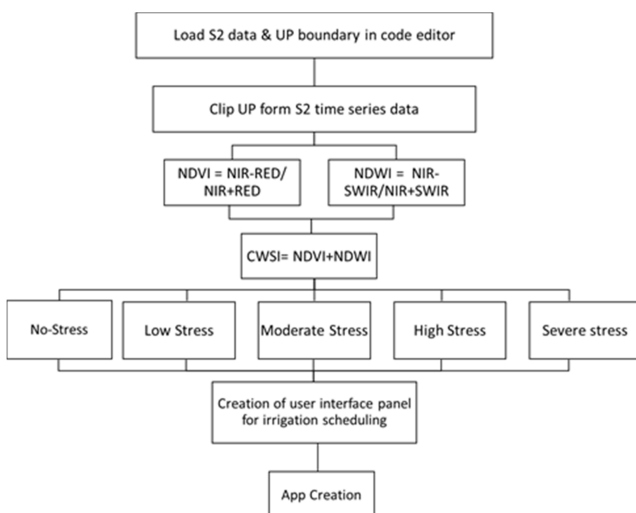 Load S2 data & UP boundary in code editor
Clip UP form S2 time series data
NDVI = NIR-RED/
NIR+RED
NDWI = NIR-
SWIR/NIR+SWIR
CWSI= NDVI+NDWI
No-Stress
Low Stress
Moderate Stress
High Stress
Severe stress
Creation of user interface panel
for irrigation scheduling
App Creation